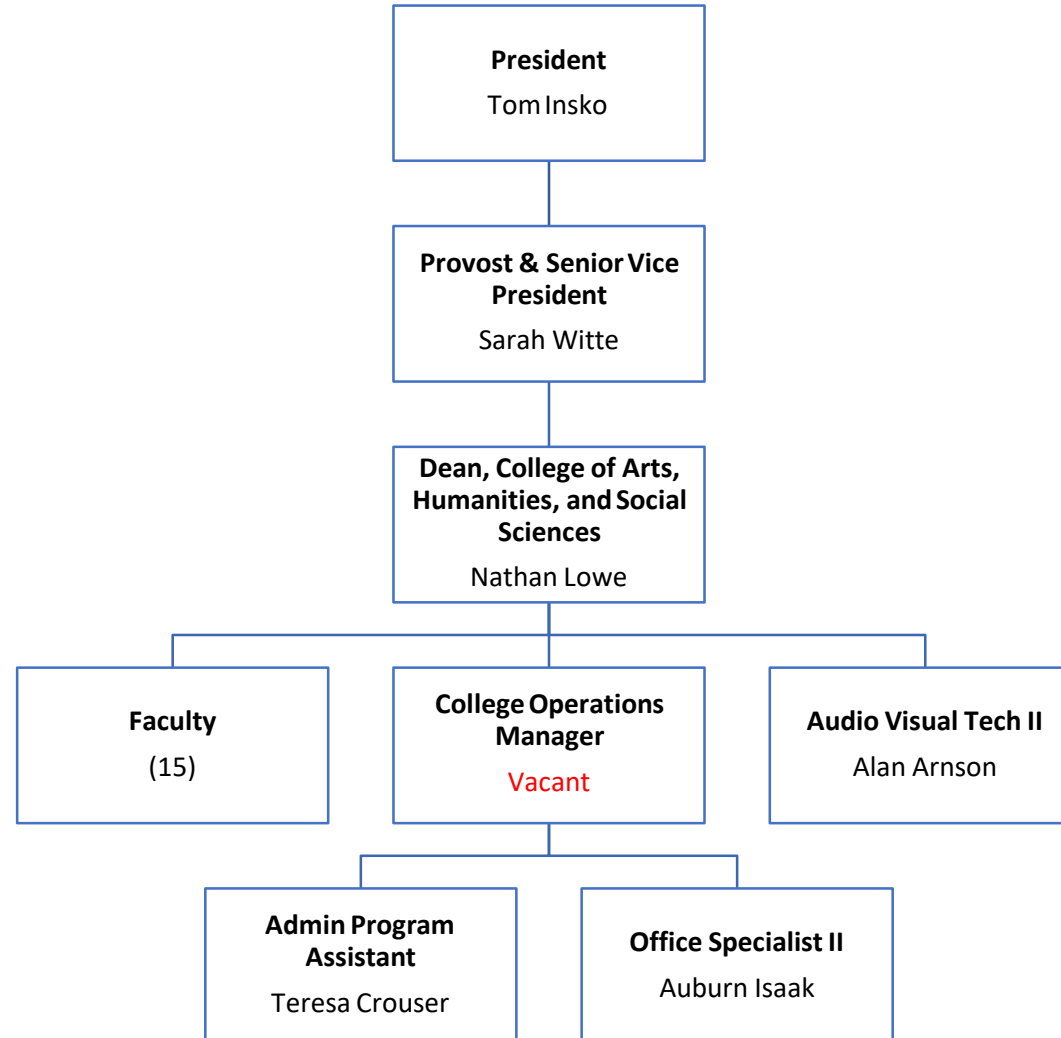 President
Tom Insko
Provost & Senior Vice
President
Sarah Witte
Dean, College of Arts,
Humanities, and Social
Sciences
Nathan Lowe
Faculty
(15)
College Operations
Manager
Vacant
Audio Visual Tech II
Alan Arnson
Admin Program
Assistant
Teresa Crouser
Office Specialist II
Auburn Isaak